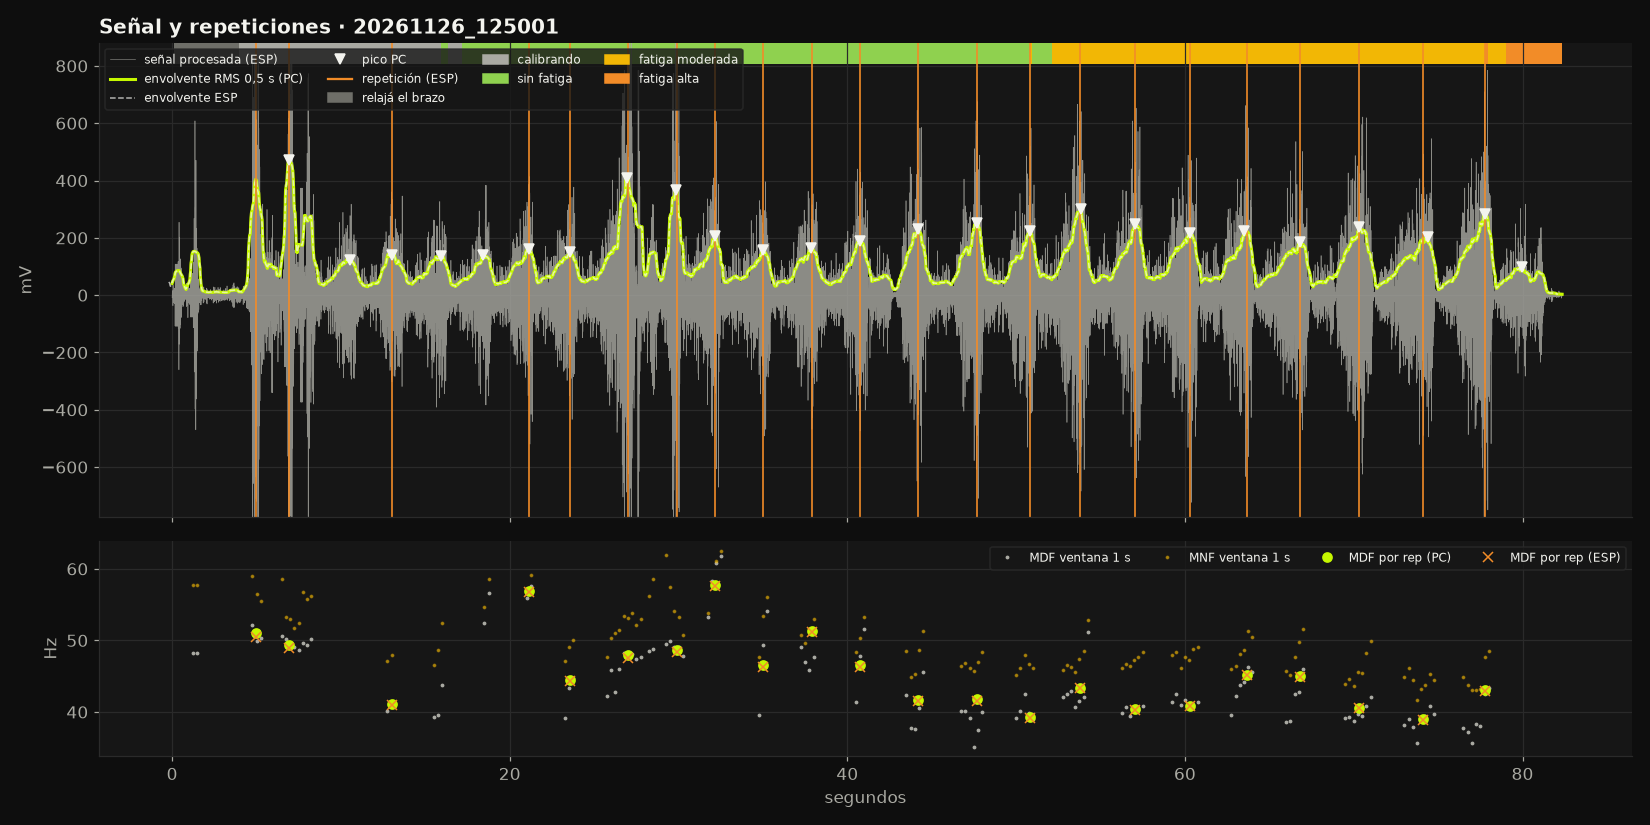 Señal y repeticiones · 20261126_125001
señal procesada (ESP)
envolvente RMS 0,5 s (PC)
envolvente ESP
pico PC
repetición (ESP)
relajá el brazo
calibrando
sin fatiga
fatiga moderada
fatiga alta
800
600
400
200
0
−200
−400
−600
mV
MDF ventana 1 s
MNF ventana 1 s
MDF por rep (PC)
MDF por rep (ESP)
60
50
40
Hz
0
20
40
60
80
segundos